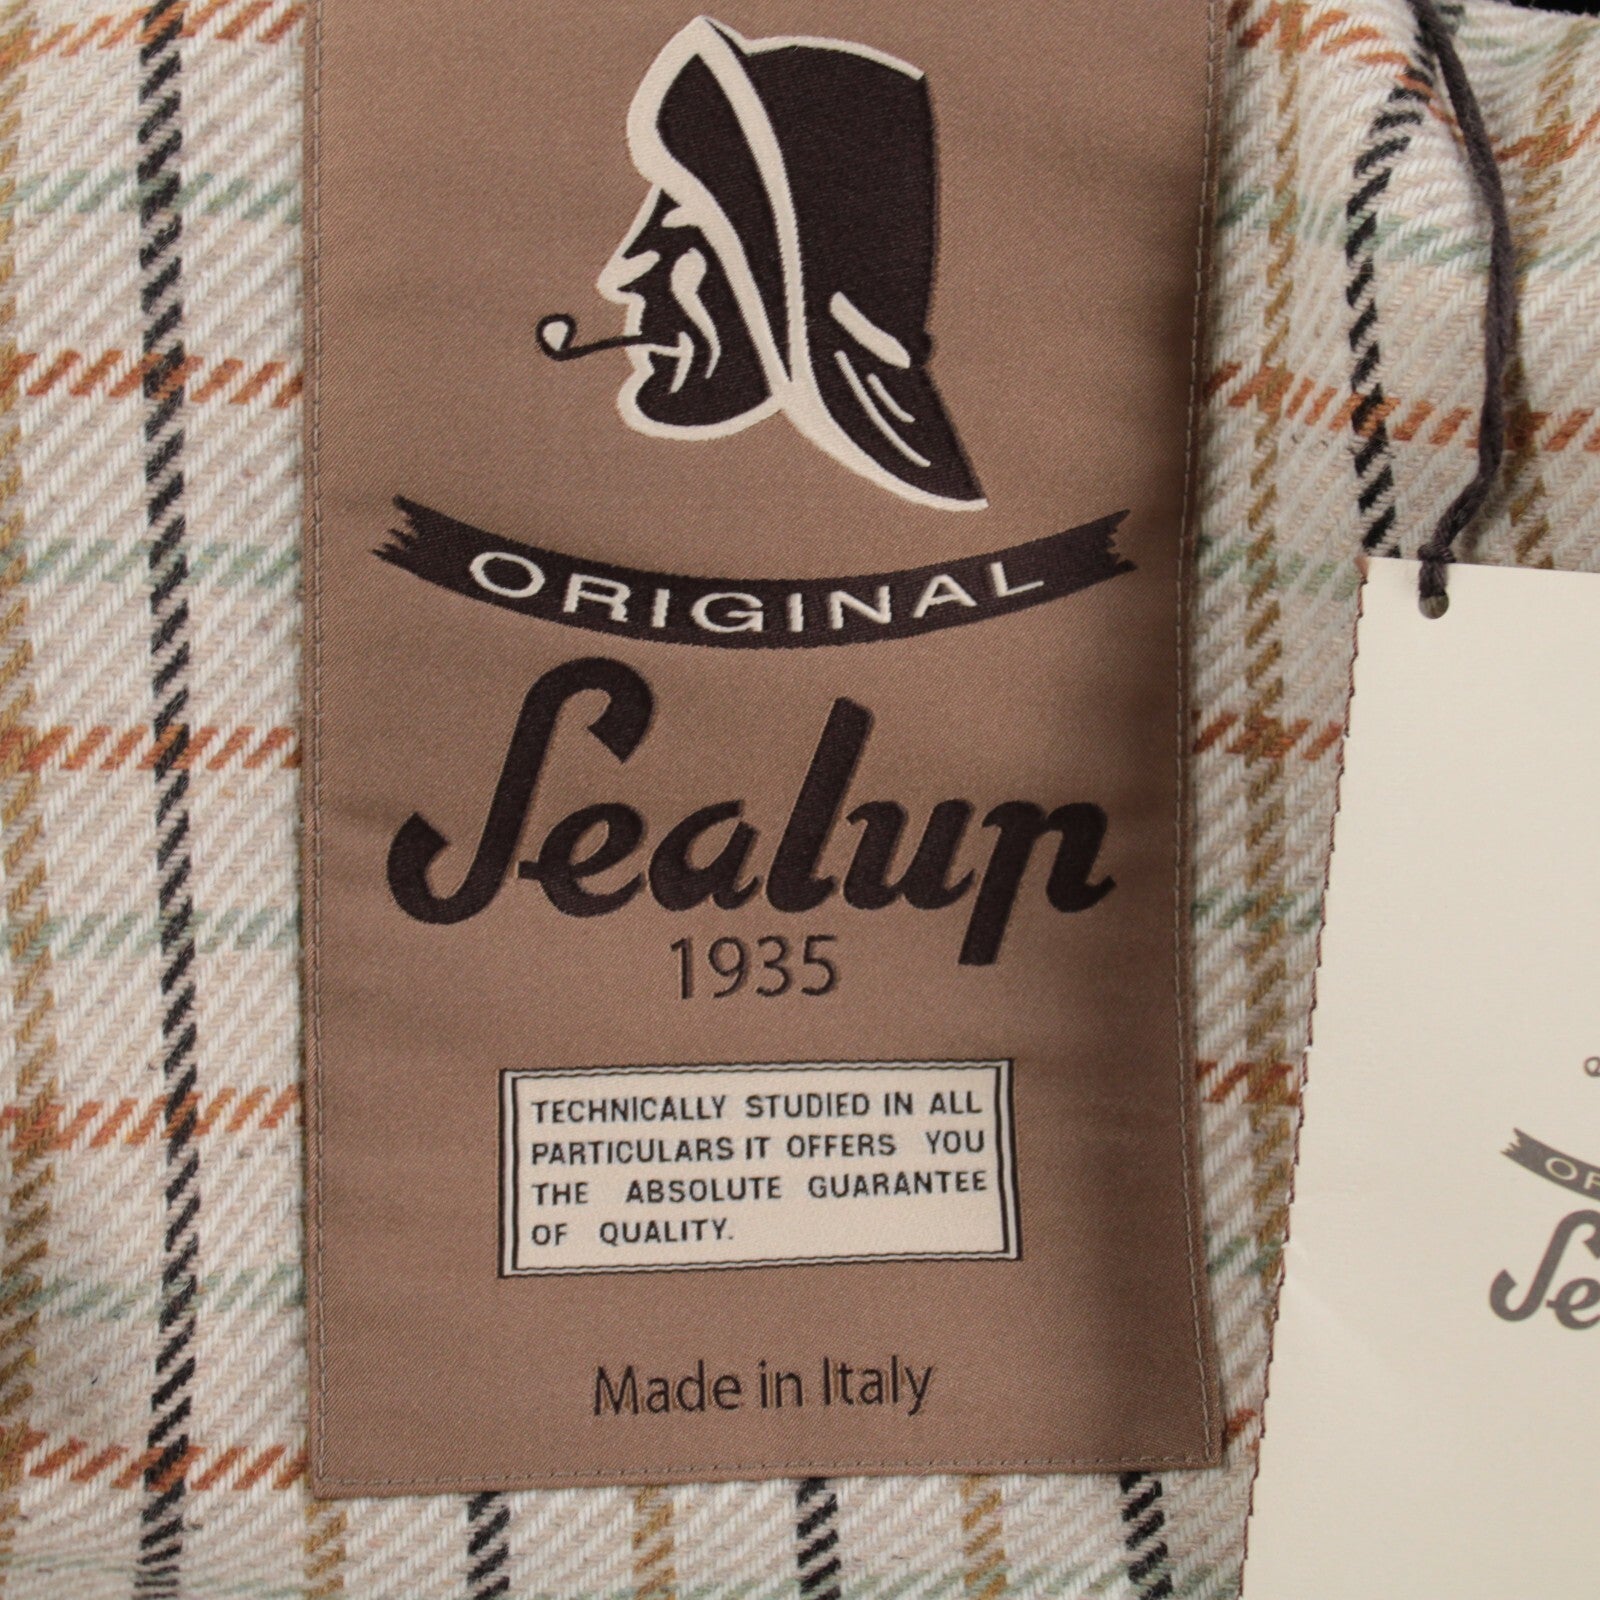 ORIGINAL
Sealup
1935
TECHNICALLY STUDIED IN ALL
PARTICULARS IT OFFERS YOU
THE ABSOLUTE GUARANTEE
OF QUALITY.
Made in Italy